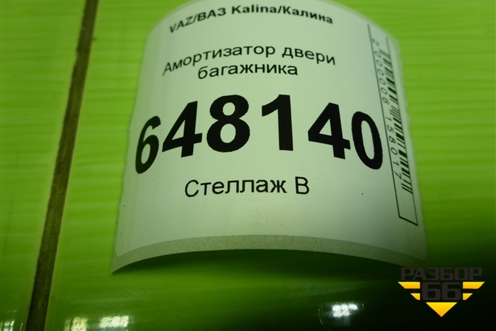 VAZ/ВАЗ Kalina/Калина
Амортизатор двери
багажника
648140
Стеллаж В
РАЗБОР
66